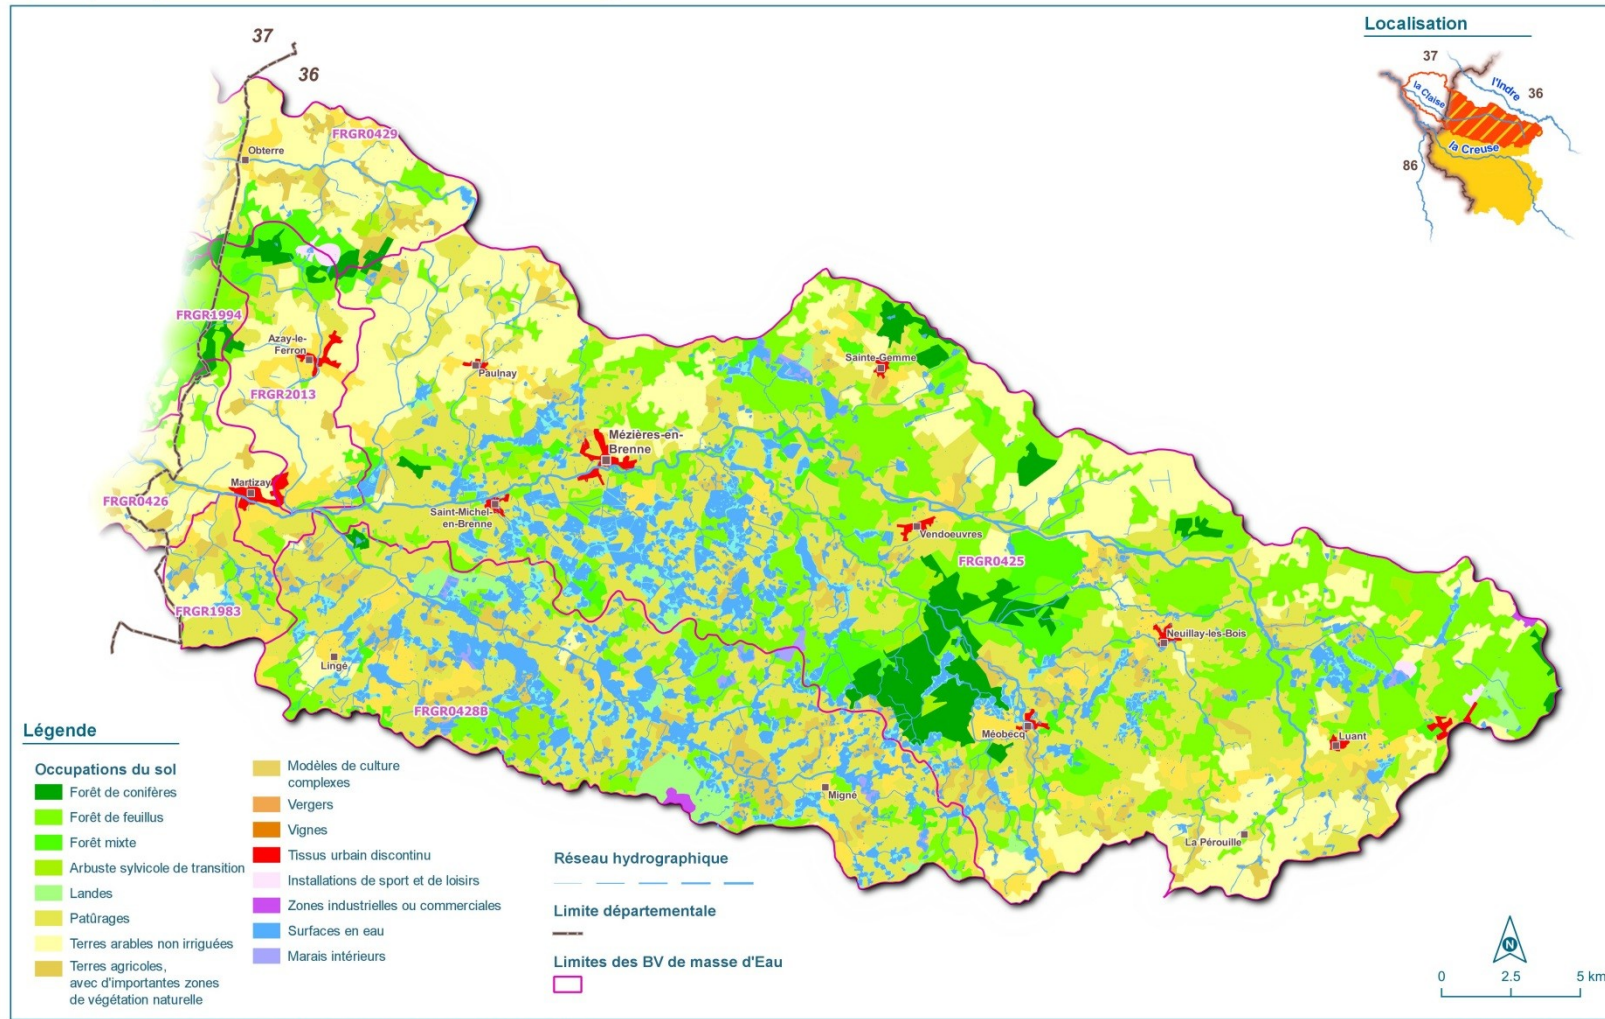 Localisation
37
l'Indre
36
la Claise
la Creuse
86
37
36
FRGR0429
Obterre
FRGR1994
Azay-le-
Ferron
Paulnay
Sainte-Gemme
FRGR2013
Mézières-en-
Brenne
Martizay
FRGR0426
Saint-Michel-
en-Brenne
Vendoeuvres
FRGR0425
FRGR1983
Neuillay-les-Bois
Lingé
FRGR0428B
Méobecq
Luant
Migné
La Pérouille
Légende
Occupations du sol
Forêt de conifères
Forêt de feuillus
Forêt mixte
Arbuste sylvicole de transition
Landes
Patûrages
Terres arables non irriguées
Terres agricoles,
avec d'importantes zones
de végétation naturelle
Modèles de culture
complexes
Vergers
Vignes
Tissus urbain discontinu
Installations de sport et de loisirs
Zones industrielles ou commerciales
Surfaces en eau
Marais intérieurs
Réseau hydrographique
Limite départementale
Limites des BV de masse d'Eau
N
0 2.5 5 km